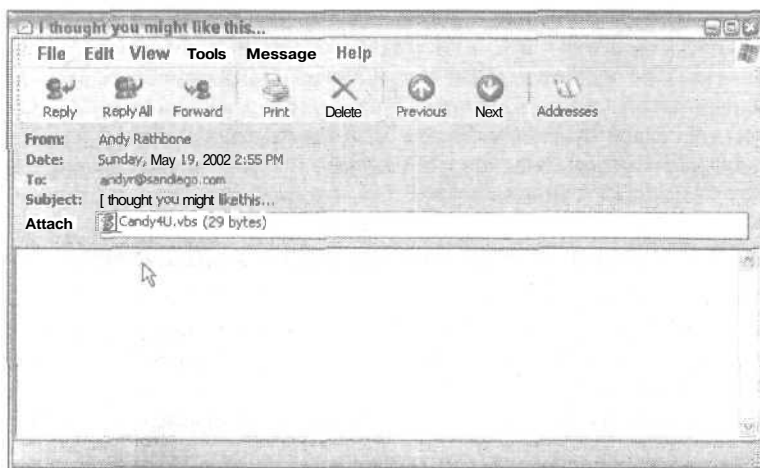 I thought you might like this...
File Edit View Tools Message Help
Reply Reply All Forward Print Delete Previous Next Addresses
From: Andy Rathbone
Date: Sunday, May 19, 2002 2:55 PM
To: andyr@sandiego.com
Subject: I thought you might likethis...
Attach Candy4U.vbs (29 bytes)